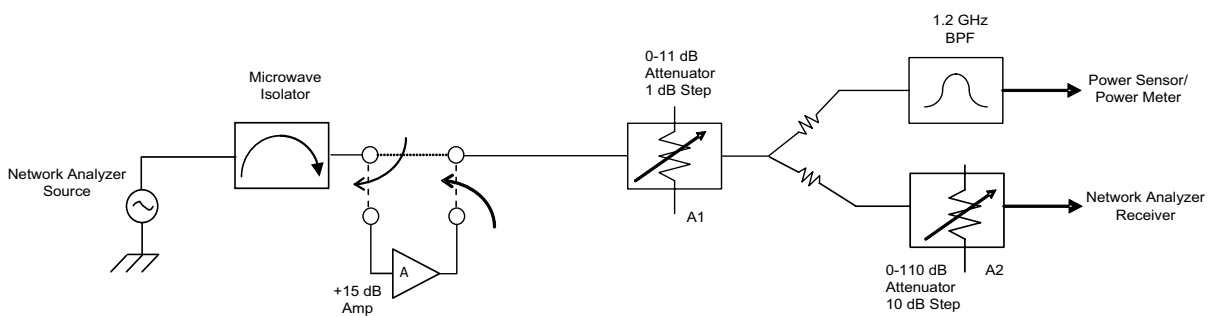 Network Analyzer
Source
Microwave
Isolator
A
+15 dB
Amp
0-11 dB
Attenuator
1 dB Step
A1
1.2 GHz
BPF
Power Sensor/
Power Meter
Network Analyzer
Receiver
0-110 dB
Attenuator
10 dB Step
A2